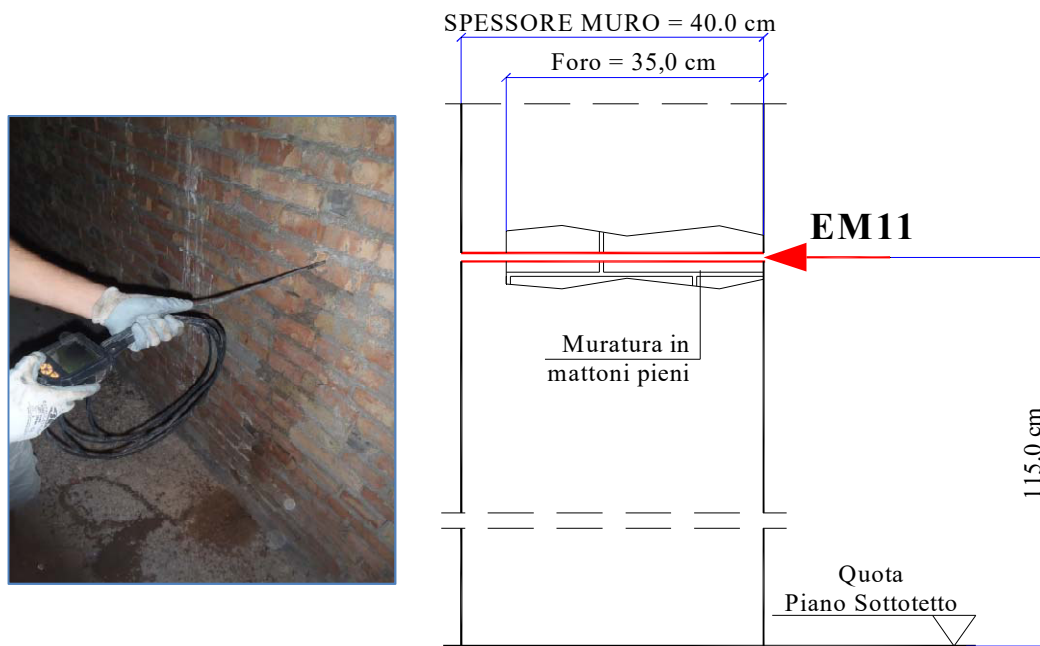 SPESSORE MURO = 40.0 cm
Foro = 35,0 cm
EM11
Muratura in
mattoni pieni
115.0 cm
Quota
Piano Sottotetto